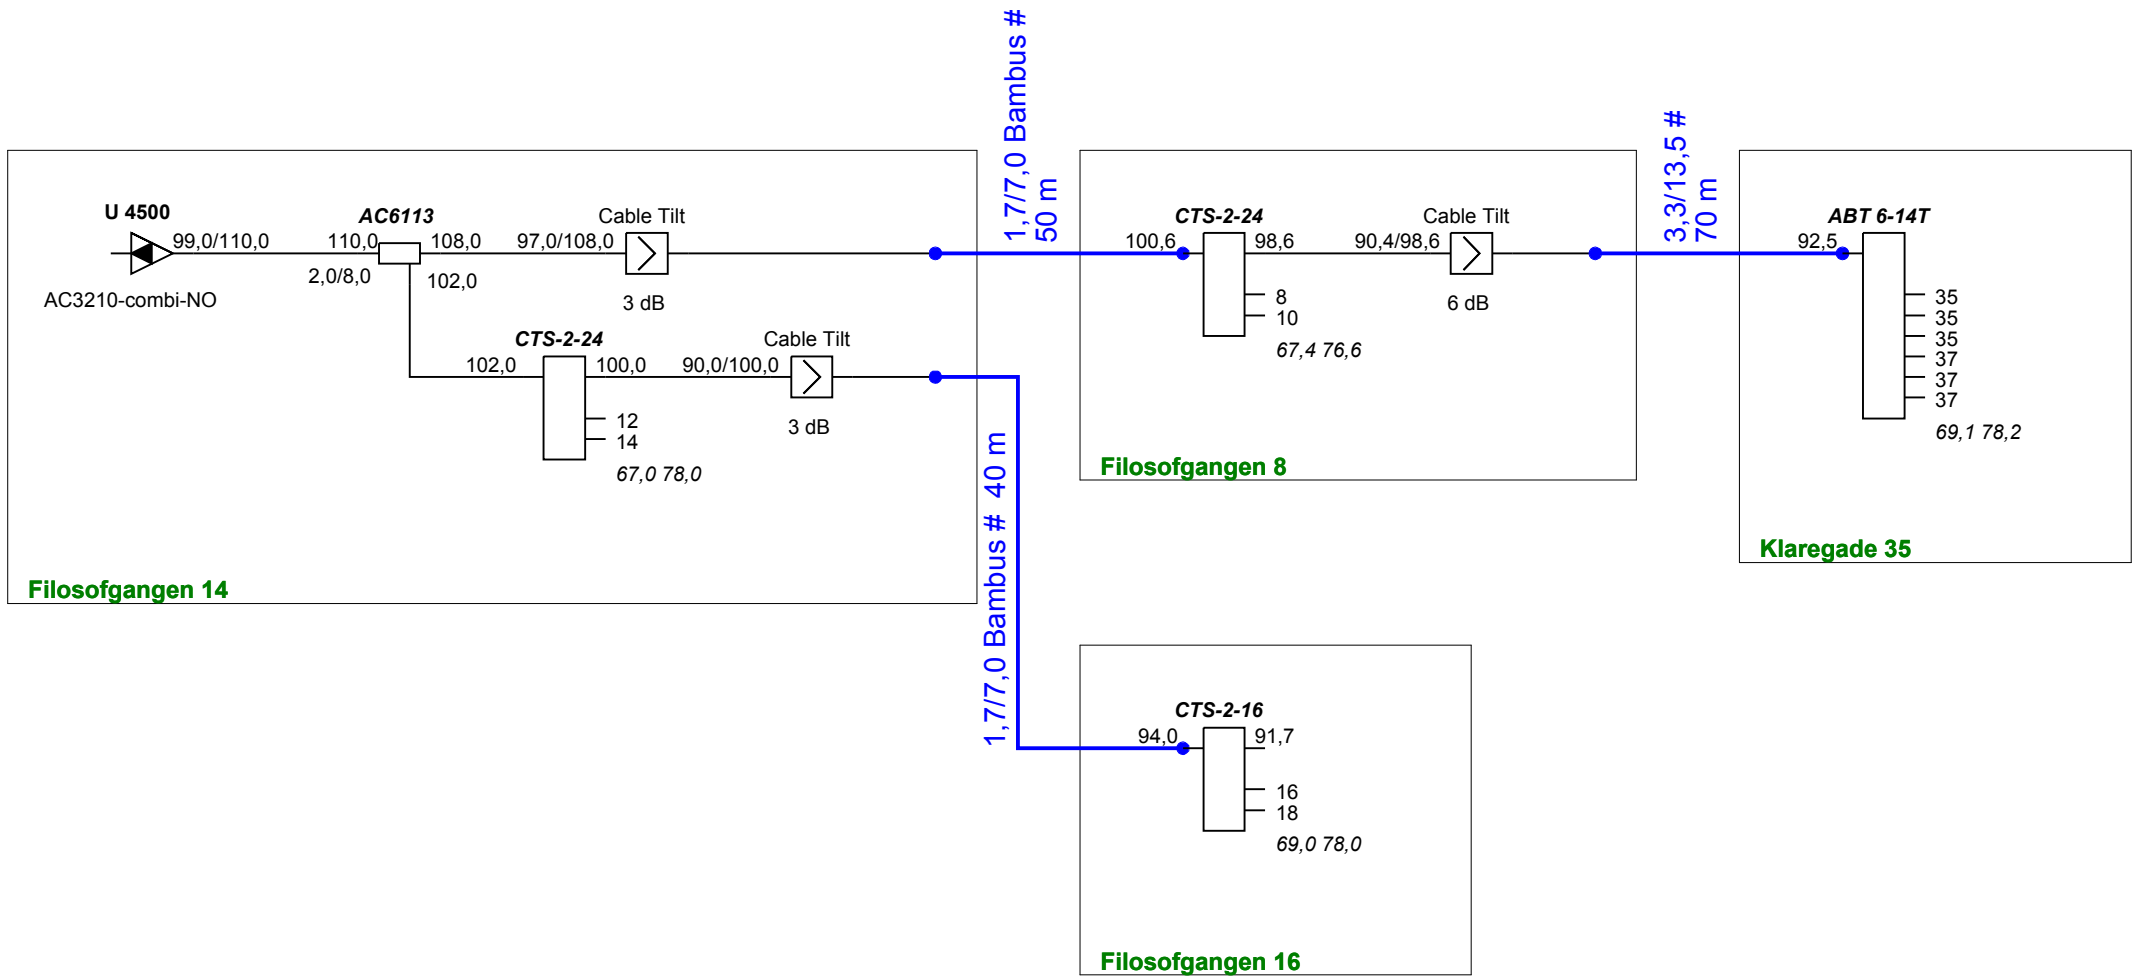 U 4500
99,0/110,0
AC3210-combi-NO
AC6113
110,0
108,0
2,0/8,0
102,0
97,0/108,0
Cable Tilt
3 dB
CTS-2-24
102,0
100,0
12
14
67,0 78,0
90,0/100,0
Cable Tilt
3 dB
Filosofgangen 14
1,7/7,0 Bambus #
50 m
1,7/7,0 Bambus #  40 m
CTS-2-24
100,6
98,6
8
10
67,4 76,6
90,4/98,6
Cable Tilt
6 dB
Filosofgangen 8
3,3/13,5 #
70 m
ABT 6-14T
92,5
35
35
35
37
37
37
69,1 78,2
Klaregade 35
CTS-2-16
94,0
91,7
16
18
69,0 78,0
Filosofgangen 16